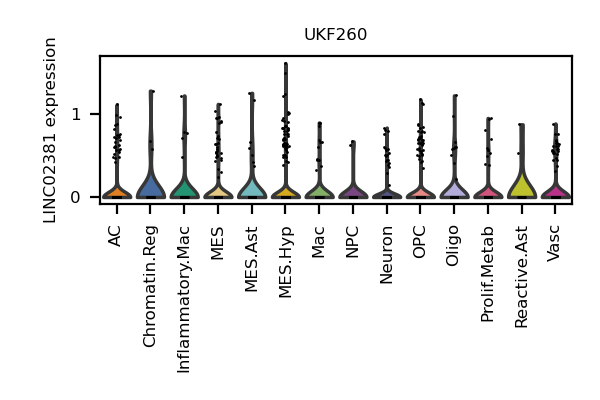 UKF260
LINC02381 expression
1
0
AC
Chromatin.Reg
Inflammatory.Mac
MES
MES.Ast
MES.Hyp
Mac
NPC
Neuron
OPC
Oligo
Prolif.Metab
Reactive.Ast
Vasc